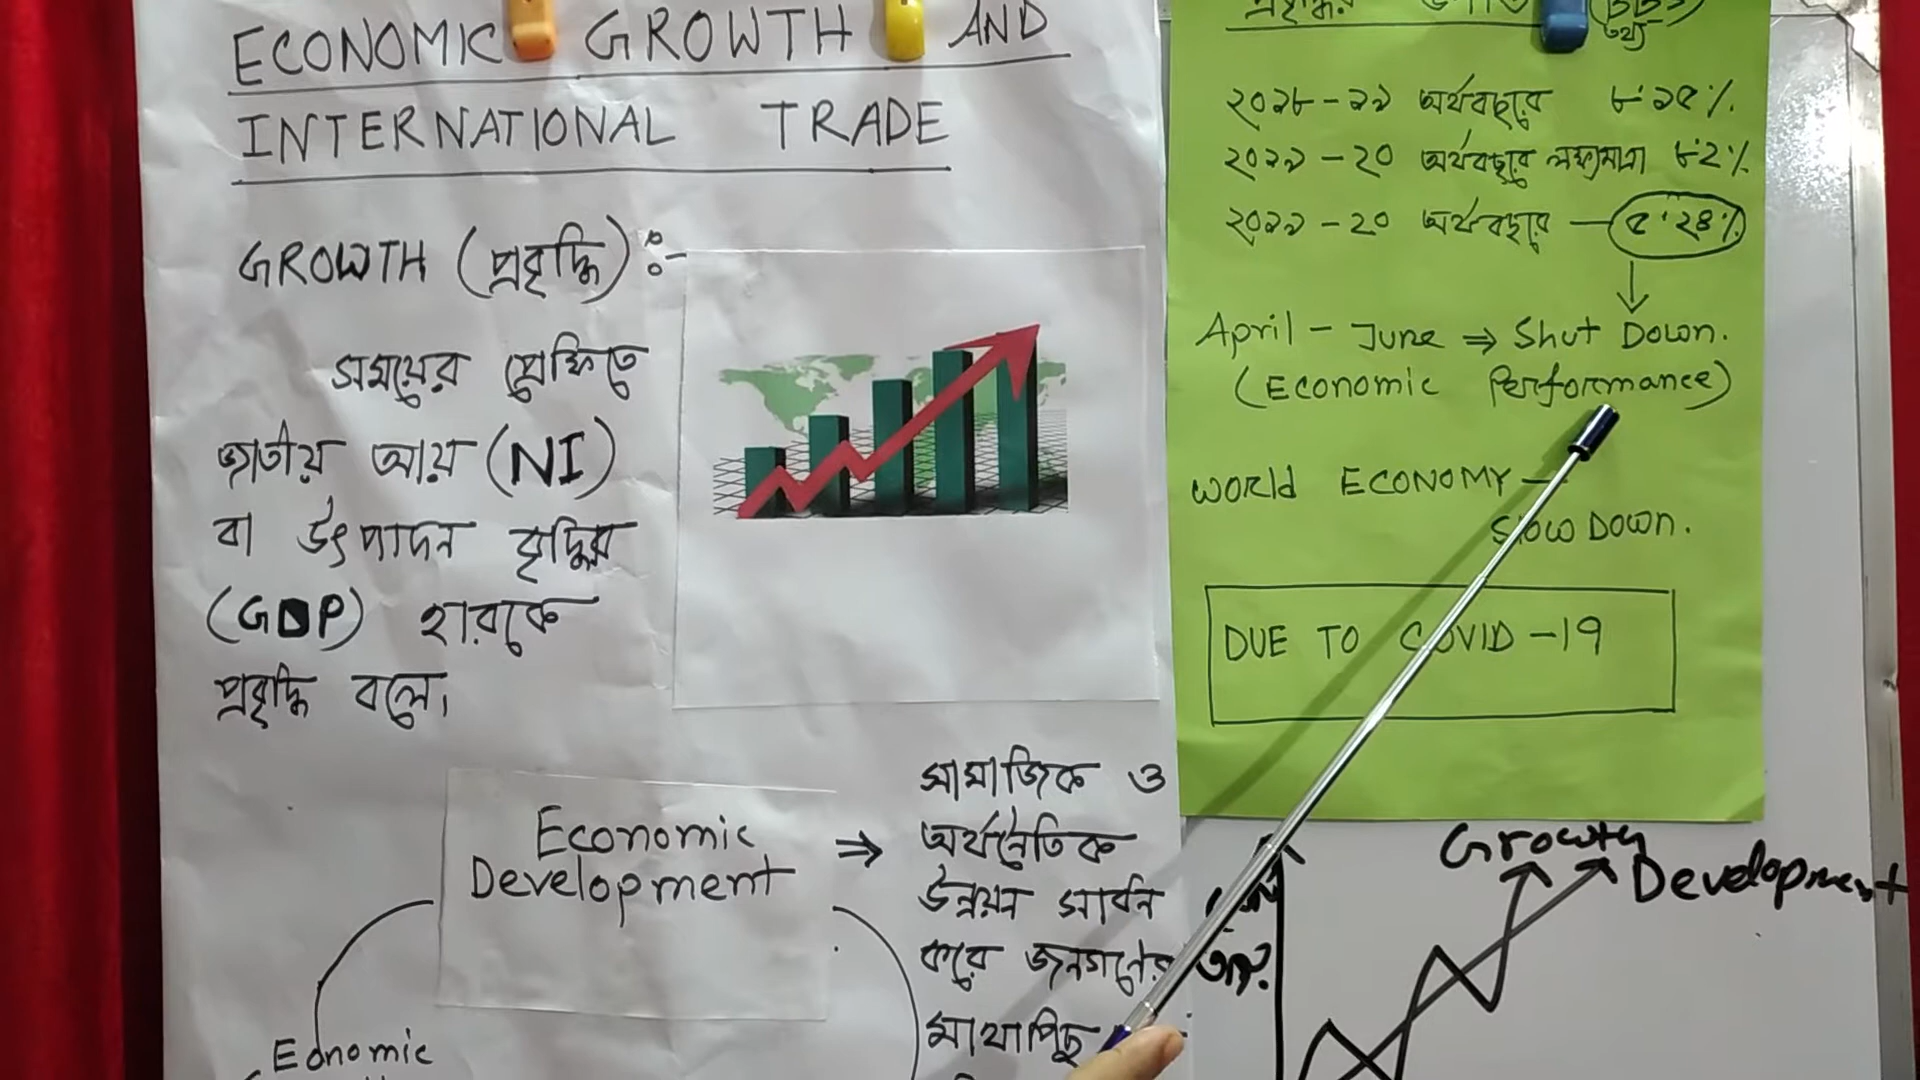 ECONOMIC GROWTH AND
INTERNATIONAL TRADE
GROWTH (প্রবৃদ্ধি) :-
সময়ের প্রেক্ষিতে
জাতীয় আয় (NI)
বা উৎপাদন বৃদ্ধির
(GDP) হারকে
প্রবৃদ্ধি বলে।
Economic
Development
⇒ সামাজিক ও
অর্থনৈতিক
উন্নয়ন সাধন
করে জনগণের
মাথাপিছু
Economic
প্রবৃদ্ধির
তথ্য
২০১৮-১৯ অর্থবছরে ৮.১৫%
২০১৯-২০ অর্থবছরে লক্ষ্যমাত্রা ৮.২%
২০১৯-২০ অর্থবছরে — ৫.২৪%
April - June ⇒ Shut Down.
(Economic Performance)
World ECONOMY —
Slow Down.
DUE TO COVID-19
Growth
Development